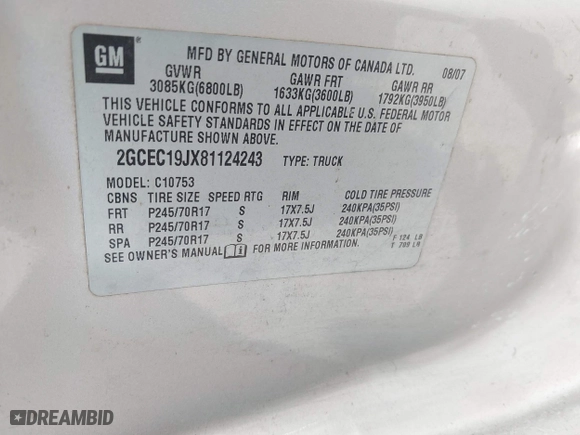 GM
MFD BY GENERAL MOTORS OF CANADA LTD. 08/07
GVWR GAWR FRT GAWR RR
3085KG(6800LB) 1633KG(3600LB) 1792KG(3950LB)
THIS VEHICLE CONFORMS TO ALL APPLICABLE U.S. FEDERAL MOTOR
VEHICLE SAFETY STANDARDS IN EFFECT ON THE DATE OF
MANUFACTURE SHOWN ABOVE.
2GCEC19JX81124243 TYPE: TRUCK
MODEL: C10753
CBNS TIRE SIZE SPEED RTG RIM COLD TIRE PRESSURE
FRT P245/70R17 S 17X7.5J 240KPA(35PSI)
RR P245/70R17 S 17X7.5J 240KPA(35PSI)
SPA P245/70R17 S 17X7.5J 240KPA(35PSI)
SEE OWNER'S MANUAL i FOR MORE INFORMATION. F 124 LB
T 709 LB
DREAMBID